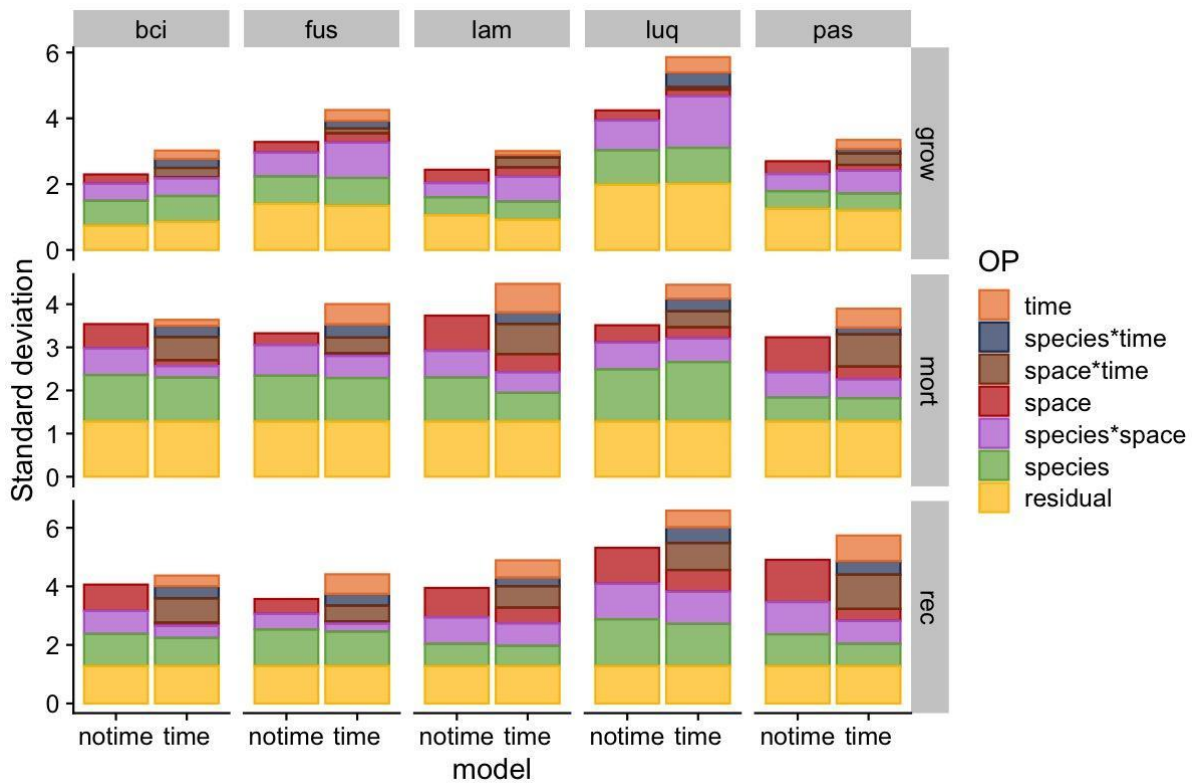 bci fus lam luq pas
6
4
2
0
grow
4
3
2
1
0
mort
6
4
2
0
rec
Standard deviation
notime time notime time notime time notime time notime time
model
OP
time
species*time
space*time
space
species*space
species
residual